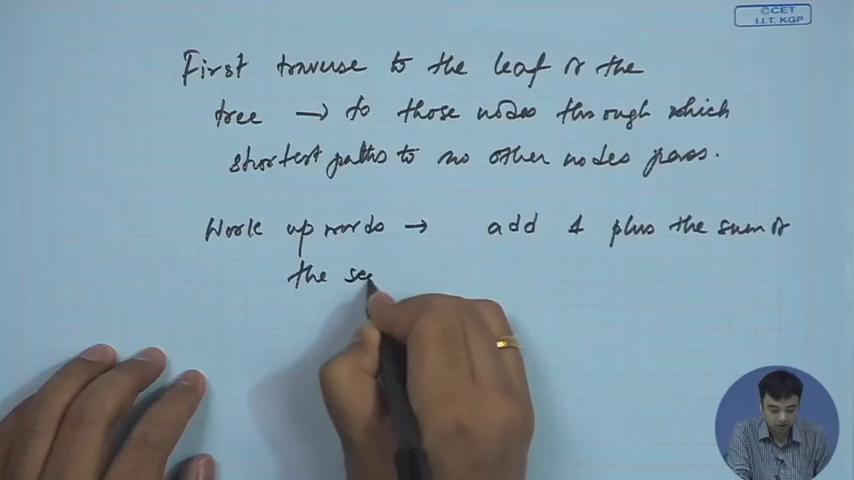 ©CET
I.I.T. KGP
First traverse to the leaf of the
tree → to those nodes through which
shortest paths to no other nodes pass.
Work upwards → add 1 plus the sum of
the sc